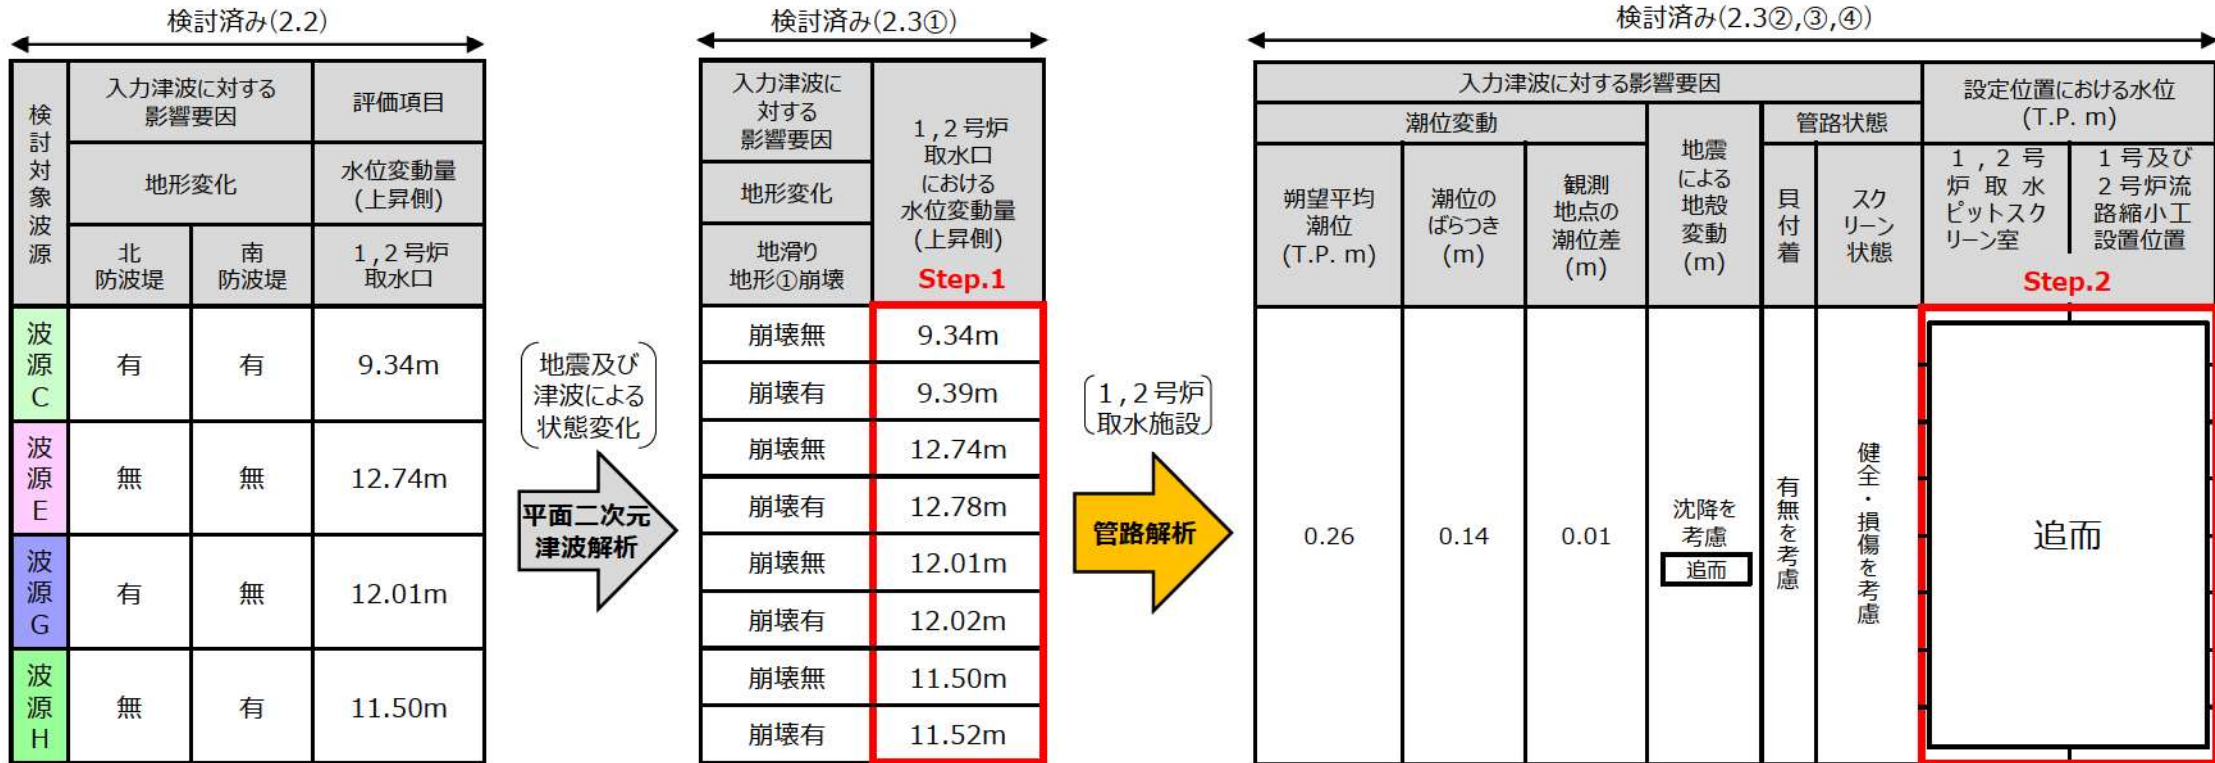 検討済み(2.2)
検討対象波源
入力津波に対する
影響要因
評価項目
地形変化
水位変動量
(上昇側)
北
防波堤
南
防波堤
1,2号炉
取水口
波源C
有
有
9.34m
波源E
無
無
12.74m
波源G
有
無
12.01m
波源H
無
有
11.50m
地震及び
津波による
状態変化
平面二次元
津波解析
検討済み(2.3①)
入力津波に
対する
影響要因
地形変化
地滑り
地形①崩壊
1,2号炉
取水口
における
水位変動量
(上昇側)
Step.1
崩壊無
9.34m
崩壊有
9.39m
崩壊無
12.74m
崩壊有
12.78m
崩壊無
12.01m
崩壊有
12.02m
崩壊無
11.50m
崩壊有
11.52m
1,2号炉
取水施設
管路解析
検討済み(2.3②,③,④)
入力津波に対する影響要因
設定位置における水位
(T.P. m)
潮位変動
地震
による
地殻
変動
(m)
管路状態
朔望平均
潮位
(T.P. m)
潮位の
ばらつき
(m)
観測
地点の
潮位差
(m)
貝付着
スク
リーン
状態
1,2号
炉取水
ピットスク
リーン室
1号及び
2号炉流
路縮小工
設置位置
Step.2
0.26
0.14
0.01
沈降を
考慮
追而
有無を考慮
健全・損傷を考慮
追而